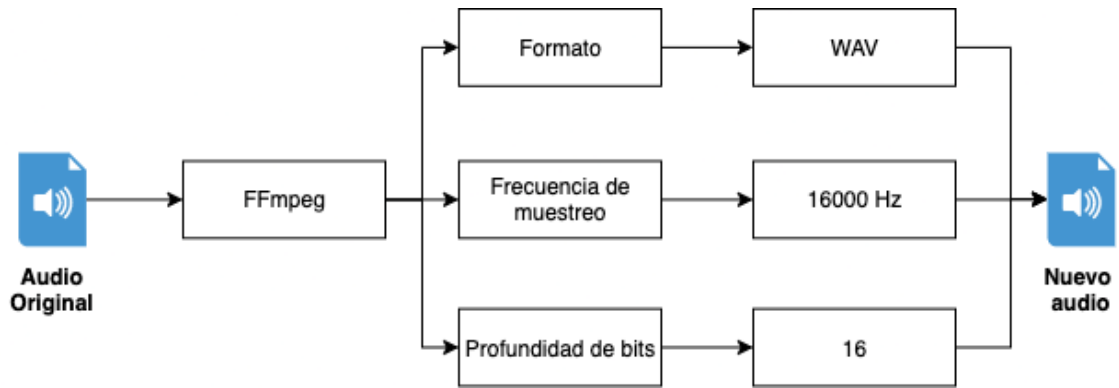 Formato
WAV
Audio
Original
FFmpeg
Frecuencia de
muestreo
16000 Hz
Nuevo
audio
Profundidad de bits
16